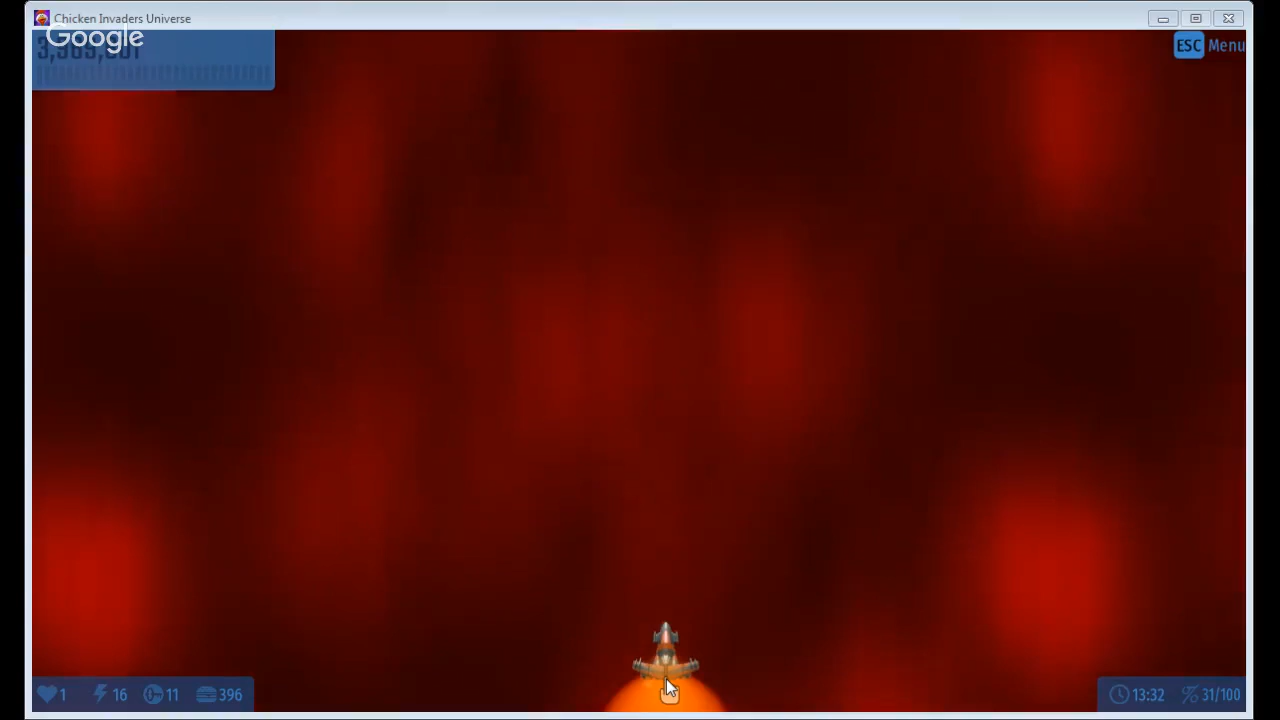 Chicken Invaders Universe
Google
ESC Menu
1 16 11 396
13:32 31/100